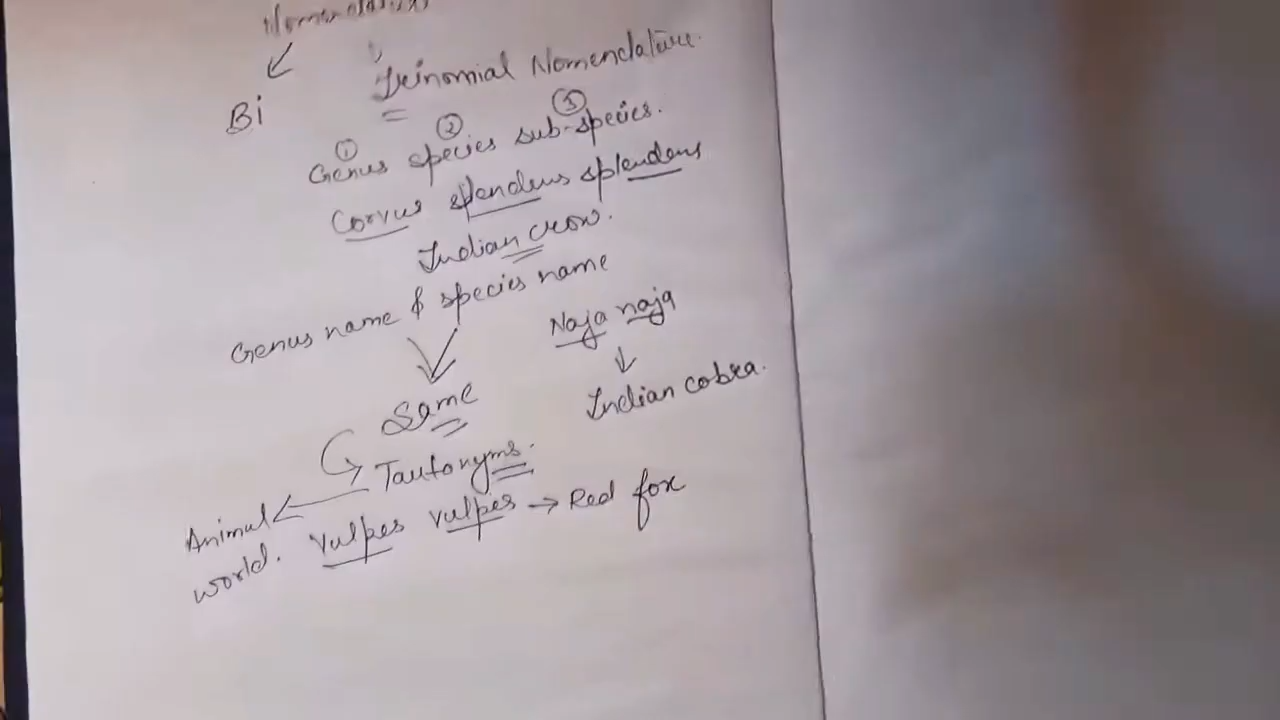 Nomenclature
Bi
Trinomial Nomenclature.
① ② ③
Genus species sub-species.
Corvus splendens splendens
Indian crow.
Genus name & species name
Same
Naja naja
Indian cobra.
Tautonyms.
Animal world.
Vulpes vulpes → Red fox